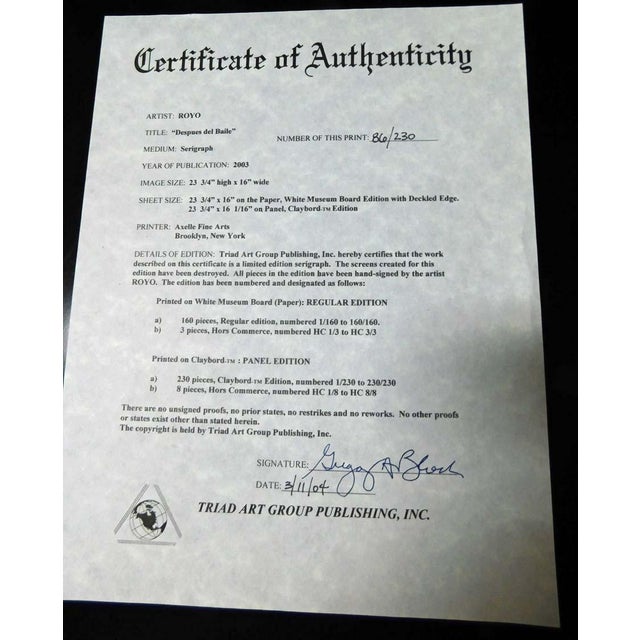 Certificate of Authenticity
ARTIST: ROYO
TITLE: "Despues del Baile"
NUMBER OF THIS PRINT: 86/230
MEDIUM: Serigraph
YEAR OF PUBLICATION: 2003
IMAGE SIZE: 23 3/4" high x 16" wide
SHEET SIZE: 23 3/4" x 16" on the Paper, White Museum Board Edition with Deckled Edge.
23 3/4" x 16 1/16" on Panel, Claybord™ Edition
PRINTER: Axelle Fine Arts
Brooklyn, New York
DETAILS OF EDITION: Triad Art Group Publishing, Inc. hereby certifies that the work
described on this certificate is a limited edition serigraph. The screens created for this
edition have been destroyed. All pieces in the edition have been hand-signed by the artist
ROYO. The edition has been numbered and designated as follows:
Printed on White Museum Board (Paper): REGULAR EDITION
a) 160 pieces, Regular edition, numbered 1/160 to 160/160.
b) 3 pieces, Hors Commerce, numbered HC 1/3 to HC 3/3
Printed on Claybord™ : PANEL EDITION
a) 230 pieces, Claybord™ Edition, numbered 1/230 to 230/230
b) 8 pieces, Hors Commerce, numbered HC 1/8 to HC 8/8
There are no unsigned proofs, no prior states, no restrikes and no reworks. No other proofs
or states exist other than stated herein.
The copyright is held by Triad Art Group Publishing, Inc.
SIGNATURE:
DATE: 3/11/04
TRIAD ART GROUP PUBLISHING, INC.